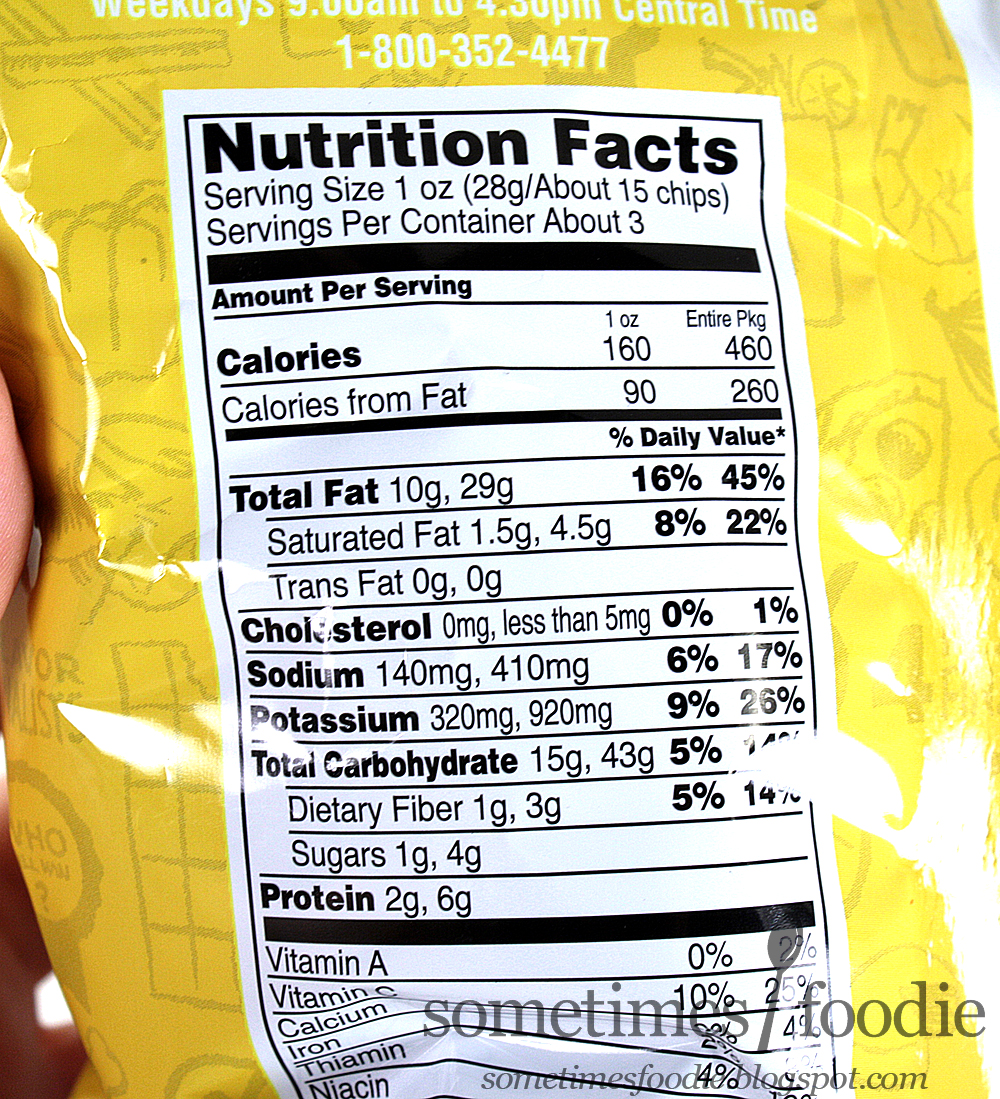 Weekdays 9:00am to 4:30pm Central Time
1-800-352-4477
Nutrition Facts
Serving Size 1 oz (28g/About 15 chips)
Servings Per Container About 3
Amount Per Serving
1 oz Entire Pkg
Calories 160 460
Calories from Fat 90 260
% Daily Value*
Total Fat 10g, 29g 16% 45%
Saturated Fat 1.5g, 4.5g 8% 22%
Trans Fat 0g, 0g
Cholesterol 0mg, less than 5mg 0% 1%
Sodium 140mg, 410mg 6% 17%
Potassium 320mg, 920mg 9% 26%
Total Carbohydrate 15g, 43g 5% 14%
Dietary Fiber 1g, 3g 5% 14%
Sugars 1g, 4g
Protein 2g, 6g
Vitamin A 0% 2%
Vitamin C 10% 25%
Calcium 4%
Iron
Thiamin 4%
Niacin
sometimes foodie
sometimesfoodie.blogspot.com
WHO